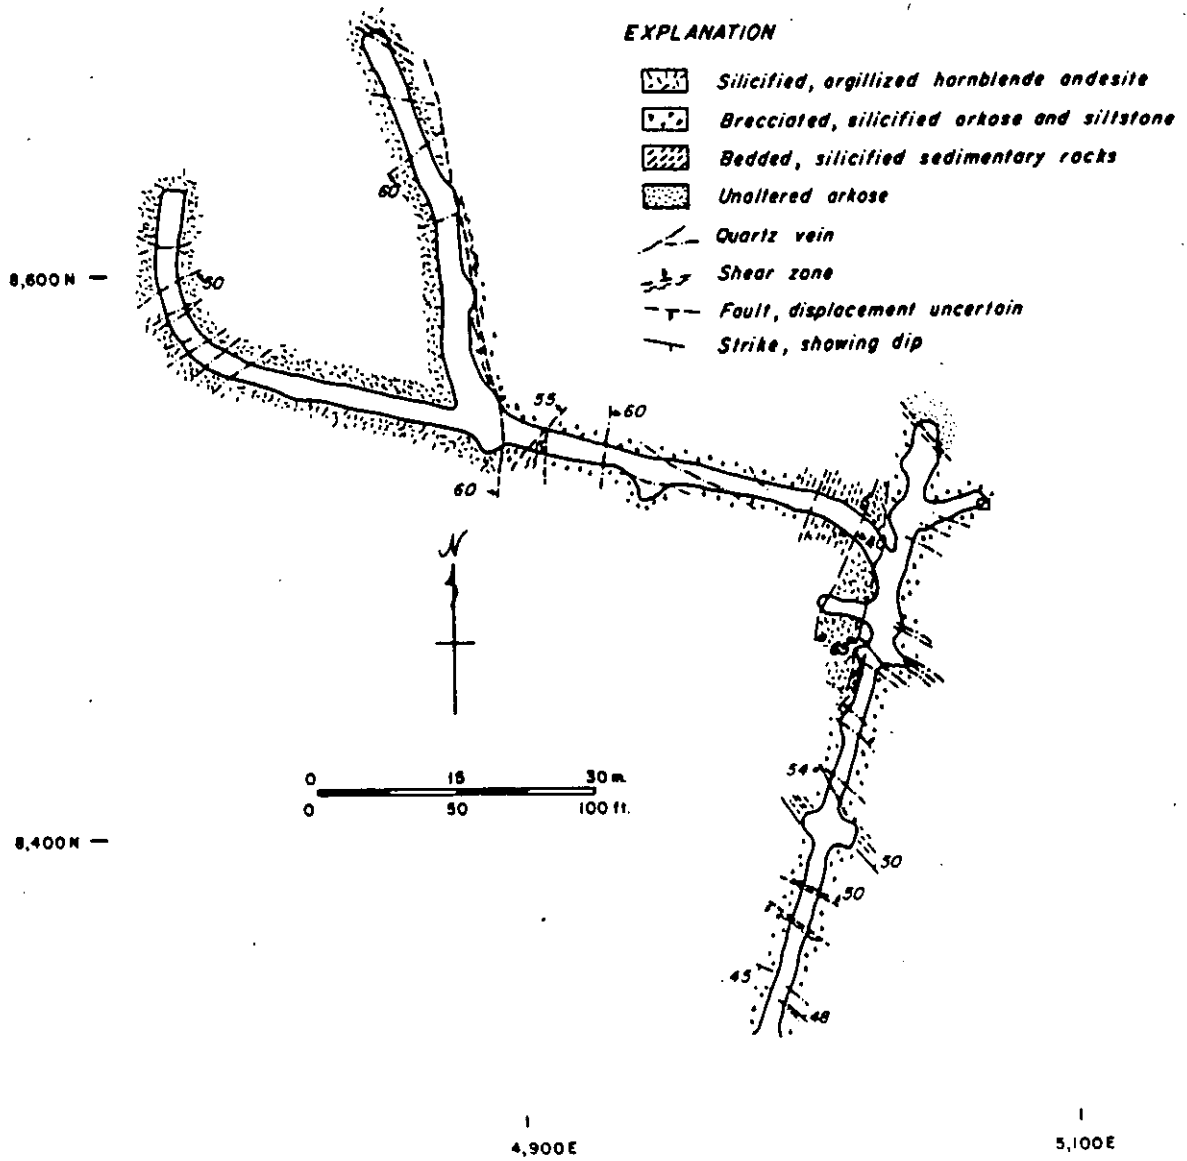 EXPLANATION
Silicified, argillized hornblende andesite
Brecciated, silicified arkose and siltstone
Bedded, silicified sedimentary rocks
Unaltered arkose
Quartz vein
Shear zone
Fault, displacement uncertain
Strike, showing dip
60
50
8,600 N
55
60
60
40
N
65
0 15 30 m.
0 50 100 ft.
54
8,400 N
50
50
45
48
4,900 E
5,100 E